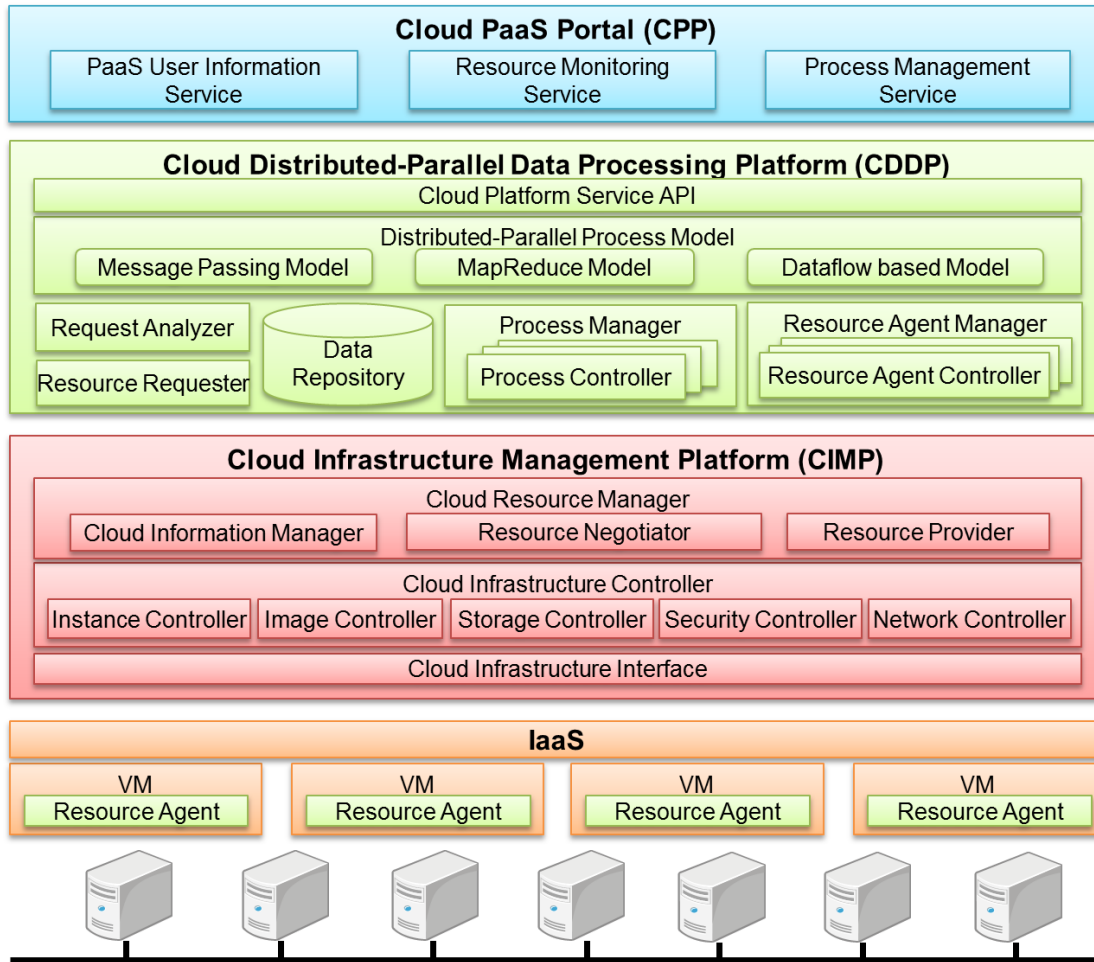 Cloud PaaS Portal (CPP)
PaaS User Information
Service
Resource Monitoring
Service
Process Management
Service
Cloud Distributed-Parallel Data Processing Platform (CDDP)
Cloud Platform Service API
Distributed-Parallel Process Model
Message Passing Model
MapReduce Model
Dataflow based Model
Request Analyzer
Resource Requester
Data
Repository
Process Manager
Process Controller
Resource Agent Manager
Resource Agent Controller
Cloud Infrastructure Management Platform (CIMP)
Cloud Resource Manager
Cloud Information Manager
Resource Negotiator
Resource Provider
Cloud Infrastructure Controller
Instance Controller
Image Controller
Storage Controller
Security Controller
Network Controller
Cloud Infrastructure Interface
IaaS
VM
Resource Agent
VM
Resource Agent
VM
Resource Agent
VM
Resource Agent